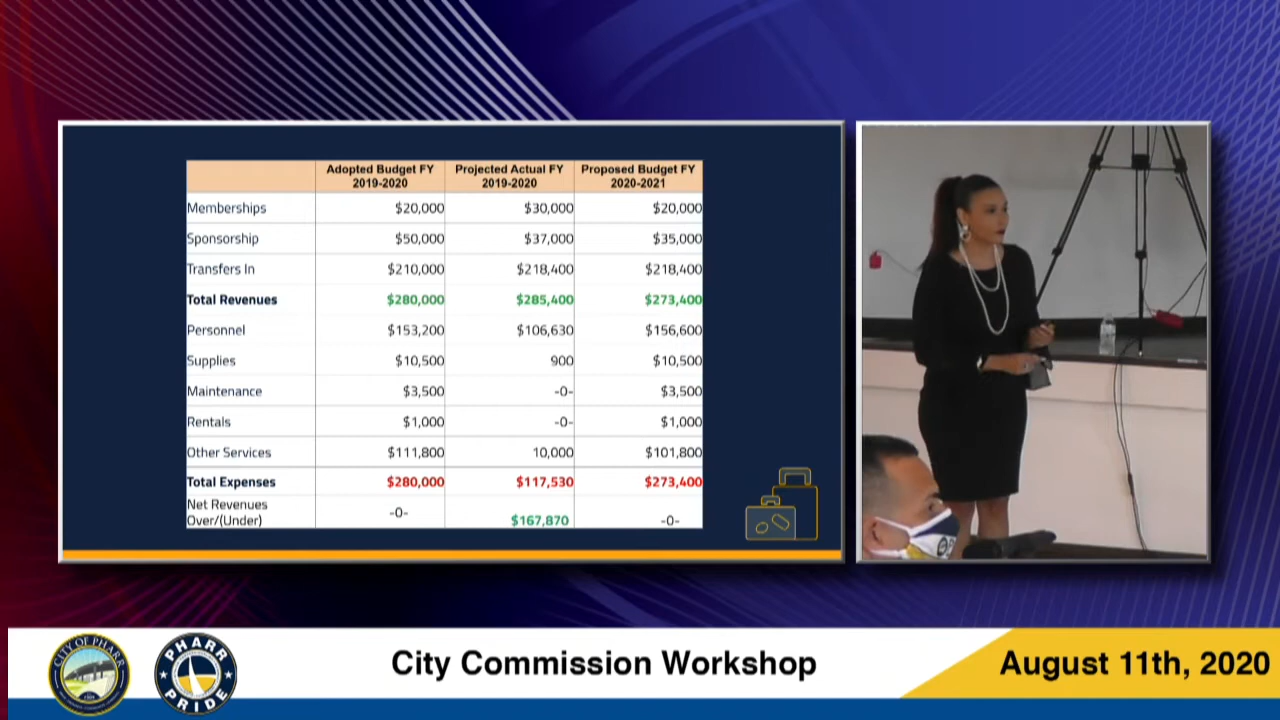 Adopted Budget FY 2019-2020 Projected Actual FY 2019-2020 Proposed Budget FY 2020-2021
Memberships $20,000 $30,000 $20,000
Sponsorship $50,000 $37,000 $35,000
Transfers In $210,000 $218,400 $218,400
Total Revenues $280,000 $285,400 $273,400
Personnel $153,200 $106,630 $156,600
Supplies $10,500 900 $10,500
Maintenance $3,500 -0- $3,500
Rentals $1,000 -0- $1,000
Other Services $111,800 10,000 $101,800
Total Expenses $280,000 $117,530 $273,400
Net Revenues Over/(Under) -0- $167,870 -0-
CITY OF PHARR
PHARR PRIDE
City Commission Workshop
August 11th, 2020